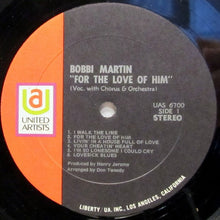 BOBBI MARTIN
"FOR THE LOVE OF HIM"
(Voc. with Chorus & Orchestra)
UAS 6700
SIDE 1
STEREO
UA
UNITED
ARTISTS
1 I WALK THE LINE
2 FOR THE LOVE OF HIM
3 LIVIN' IN A HOUSE FULL OF LOVE
4 YOUR CHEATIN' HEART
5 I'M SO LONESOME I COULD CRY
6 LOVESICK BLUES
Produced by Henry Jerome
Arranged by Don Tweedy
LIBERTY/UA, INC., LOS ANGELES, CALIFORNIA